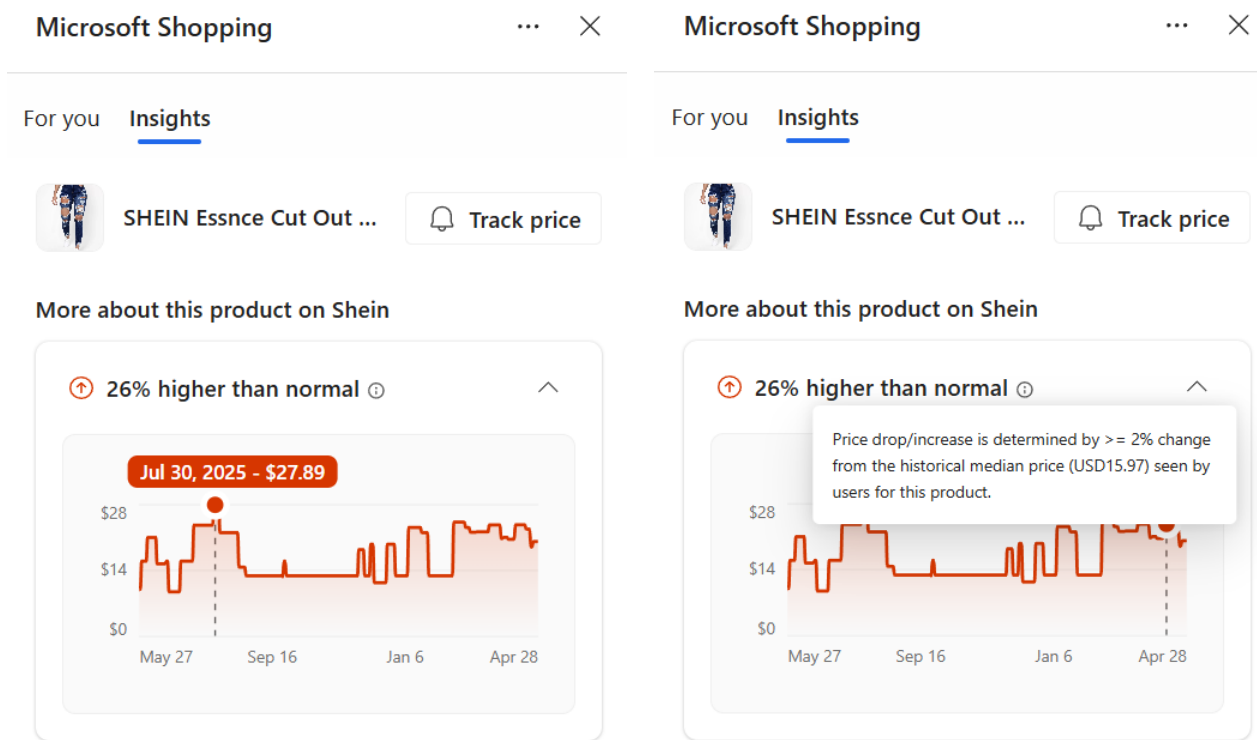 Microsoft Shopping
For you
Insights
SHEIN Essnce Cut Out ...
Track price
More about this product on Shein
26% higher than normal
Jul 30, 2025 - $27.89
$28
$14
$0
May 27
Sep 16
Jan 6
Apr 28
Microsoft Shopping
For you
Insights
SHEIN Essnce Cut Out ...
Track price
More about this product on Shein
26% higher than normal
Price drop/increase is determined by >= 2% change
from the historical median price (USD15.97) seen by
users for this product.
$28
$14
$0
May 27
Sep 16
Jan 6
Apr 28